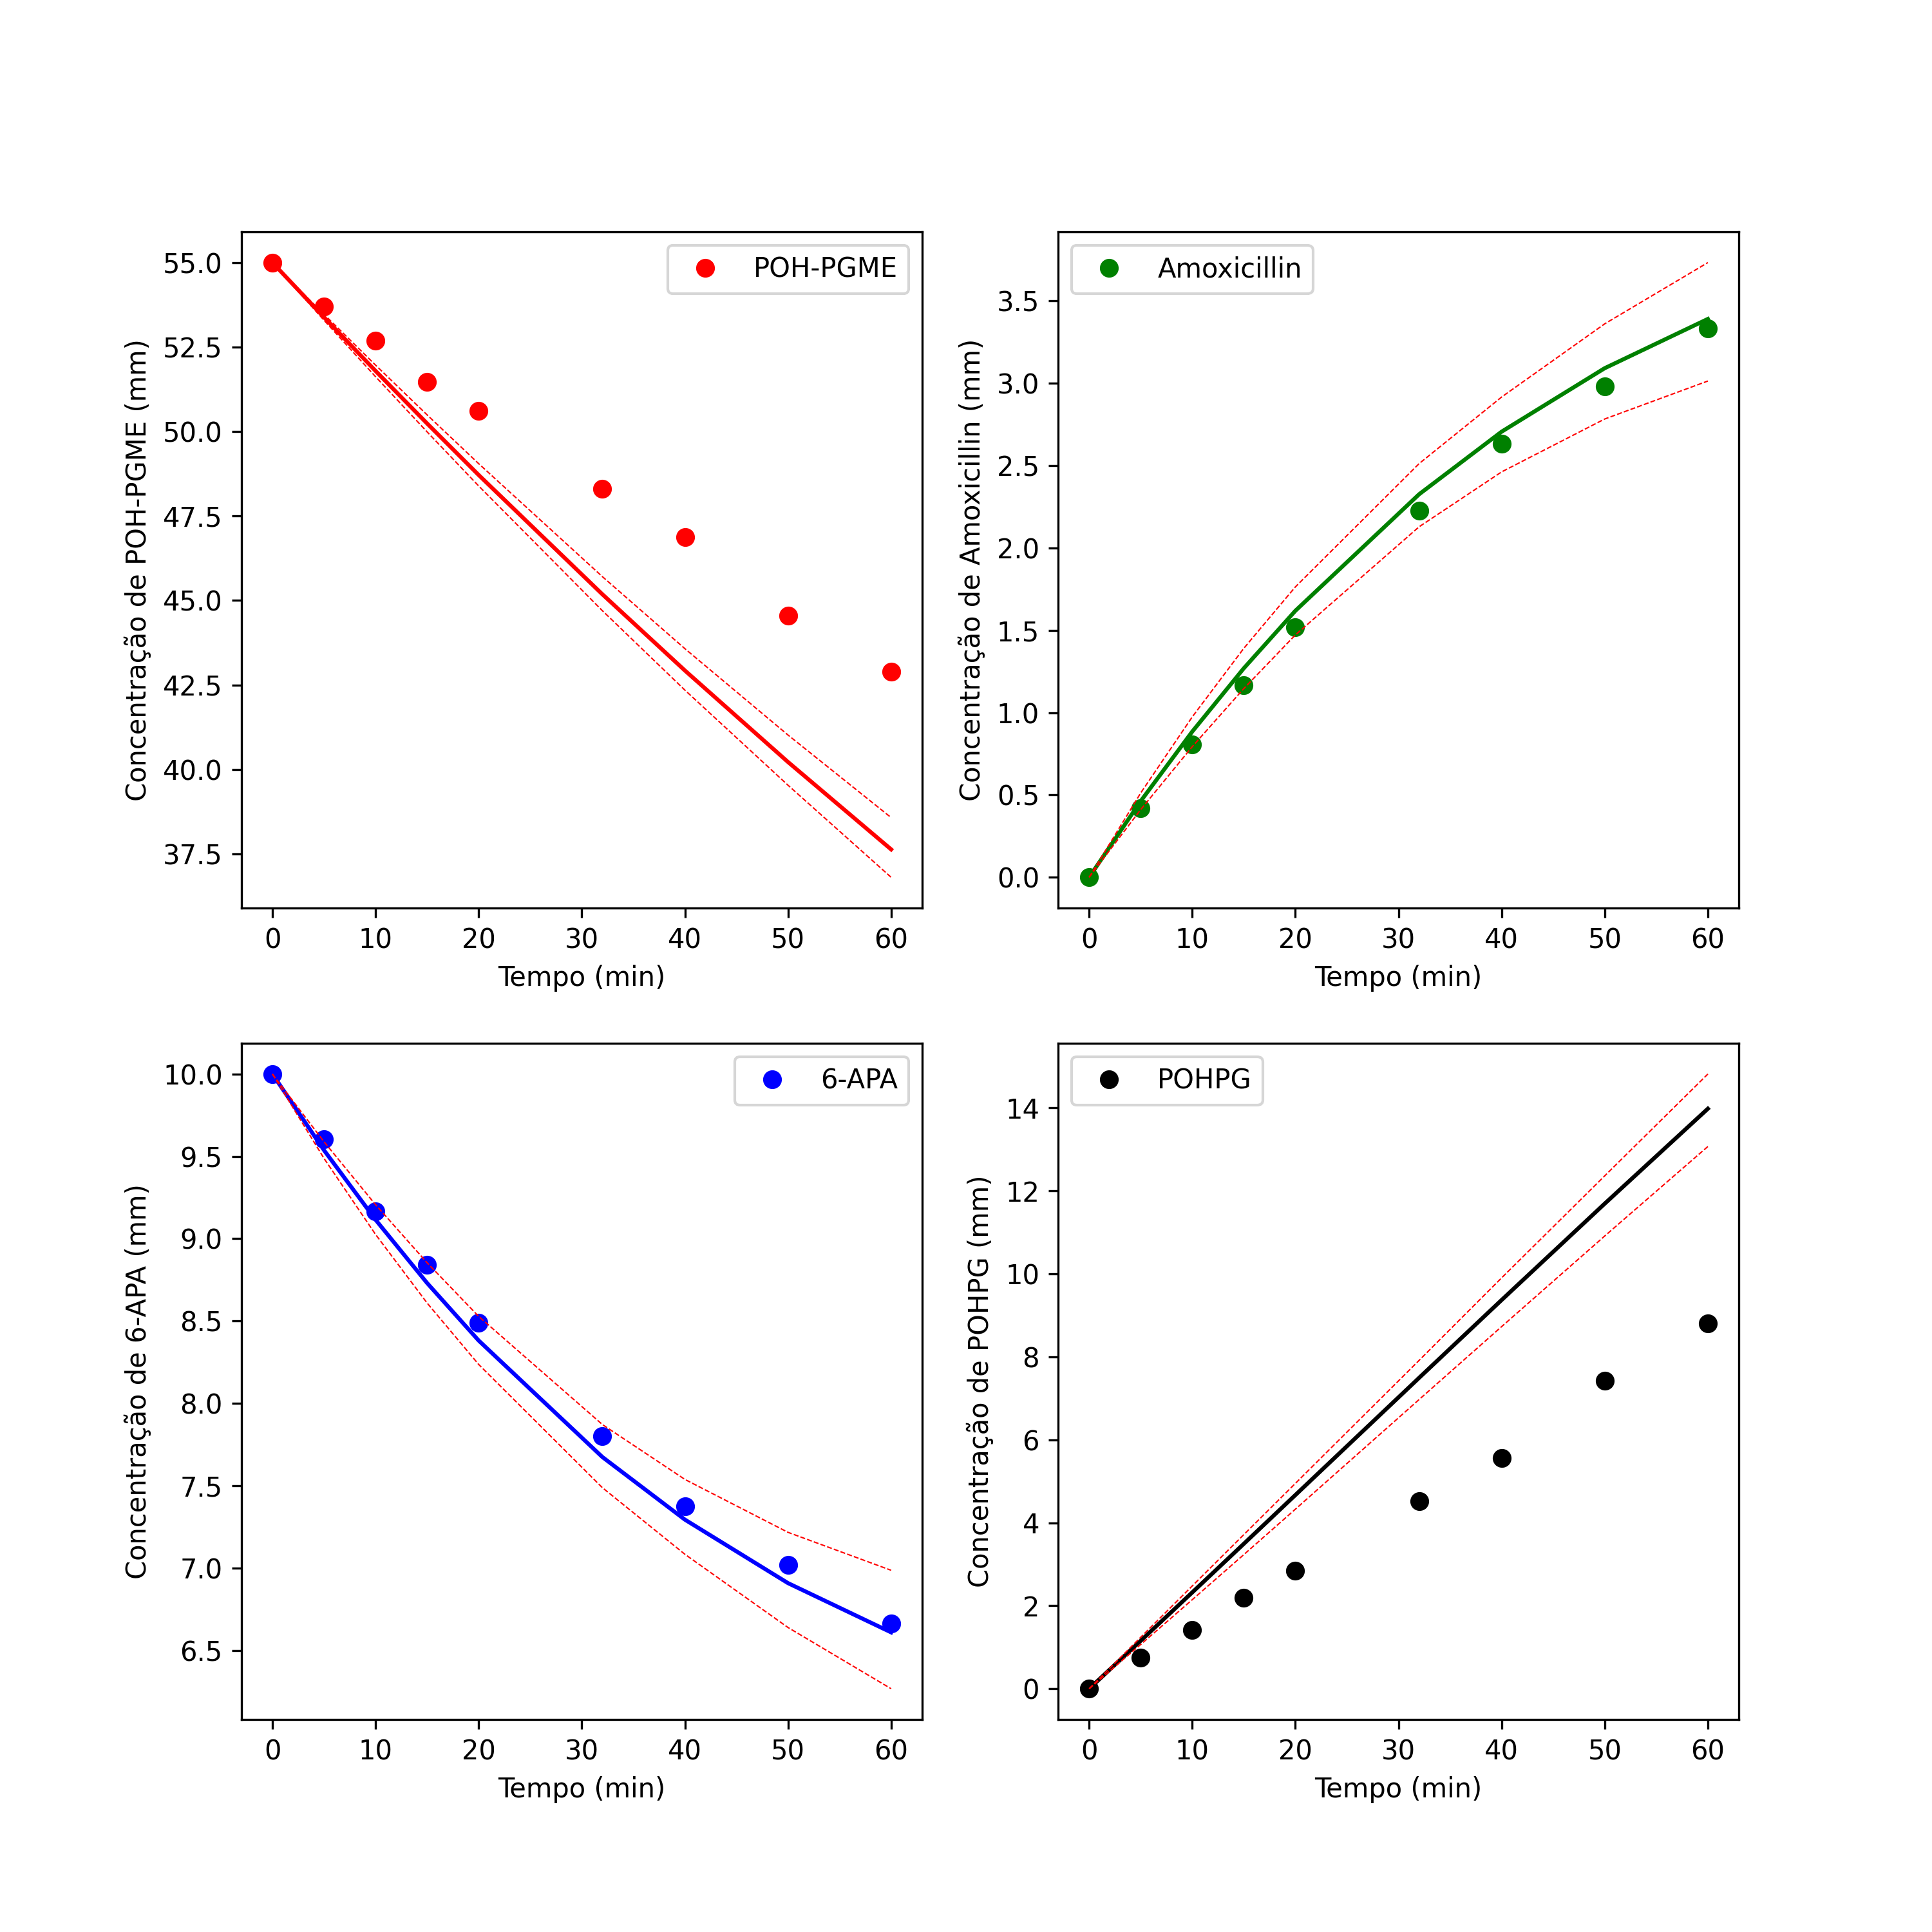 POH-PGME
Concentração de POH-PGME (mm)
55.0
52.5
50.0
47.5
45.0
42.5
40.0
37.5
0 10 20 30 40 50 60
Tempo (min)
Amoxicillin
Concentração de Amoxicillin (mm)
3.5
3.0
2.5
2.0
1.5
1.0
0.5
0.0
0 10 20 30 40 50 60
Tempo (min)
6-APA
Concentração de 6-APA (mm)
10.0
9.5
9.0
8.5
8.0
7.5
7.0
6.5
0 10 20 30 40 50 60
Tempo (min)
POHPG
Concentração de POHPG (mm)
14
12
10
8
6
4
2
0
0 10 20 30 40 50 60
Tempo (min)